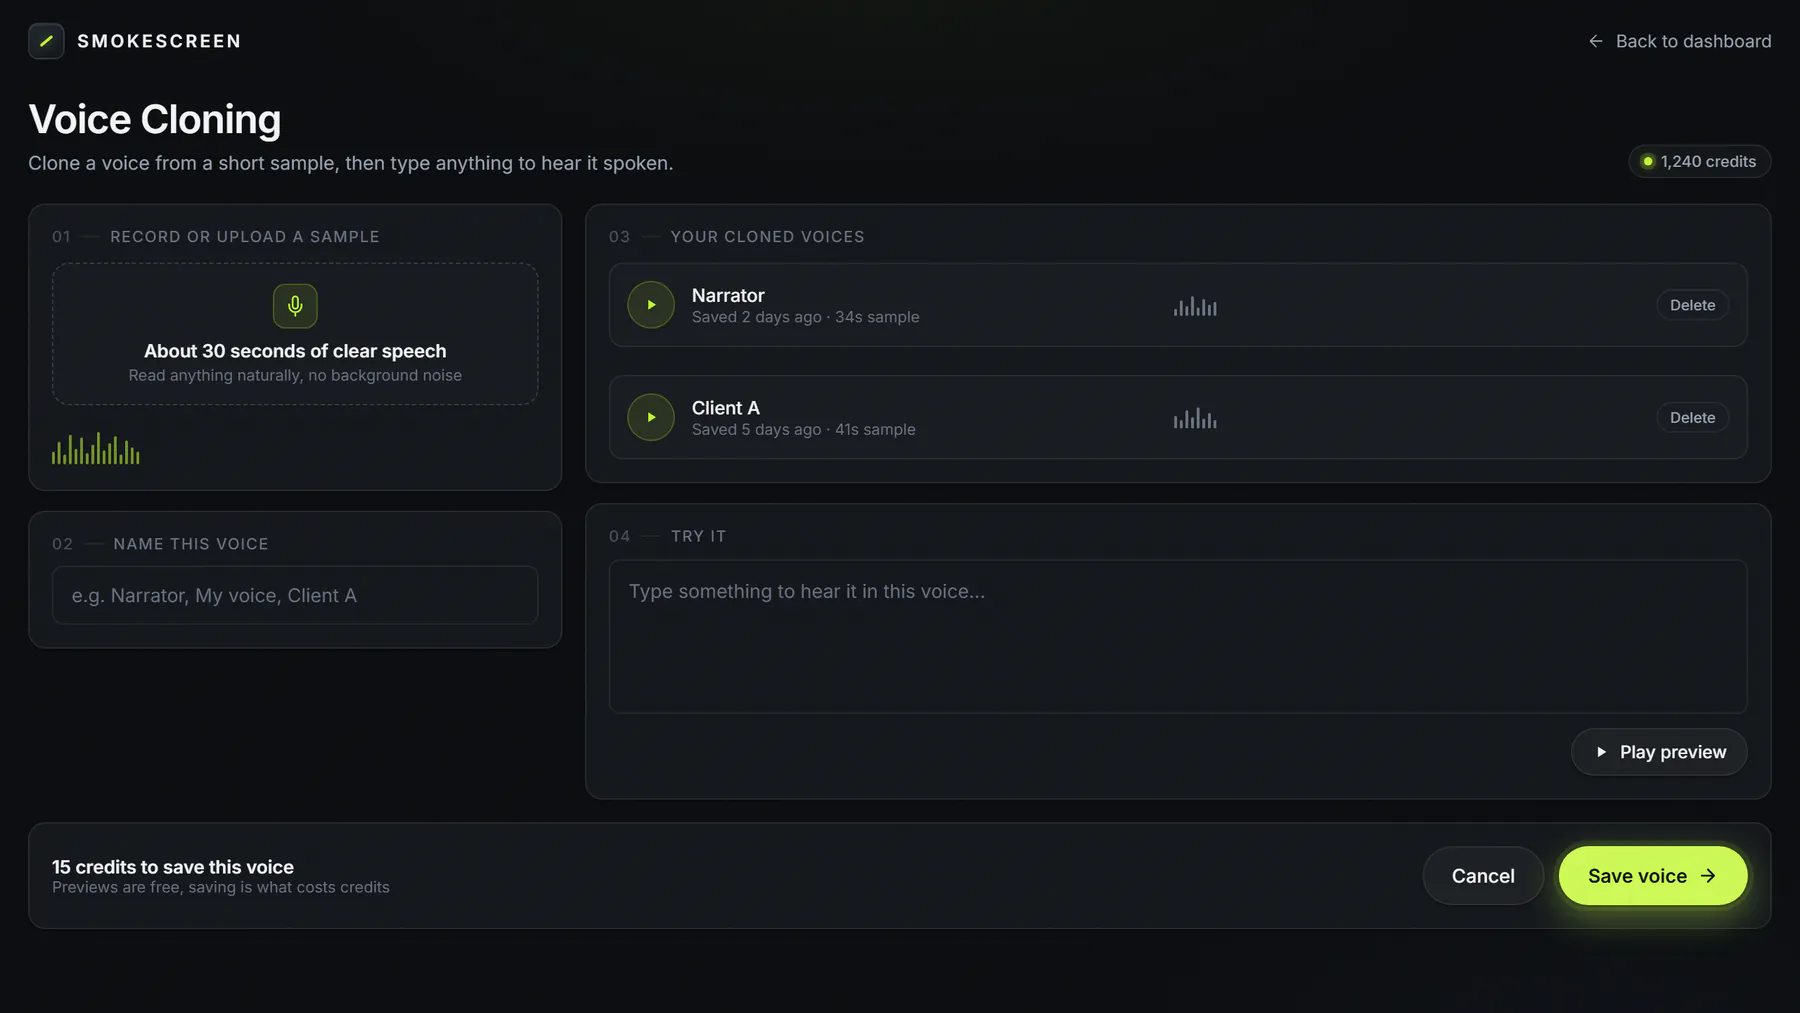 SMOKESCREEN
← Back to dashboard
Voice Cloning
Clone a voice from a short sample, then type anything to hear it spoken.
1,240 credits
01 — RECORD OR UPLOAD A SAMPLE
About 30 seconds of clear speech
Read anything naturally, no background noise
02 — NAME THIS VOICE
e.g. Narrator, My voice, Client A
03 — YOUR CLONED VOICES
Narrator
Saved 2 days ago · 34s sample
Delete
Client A
Saved 5 days ago · 41s sample
Delete
04 — TRY IT
Type something to hear it in this voice...
Play preview
15 credits to save this voice
Previews are free, saving is what costs credits
Cancel
Save voice →